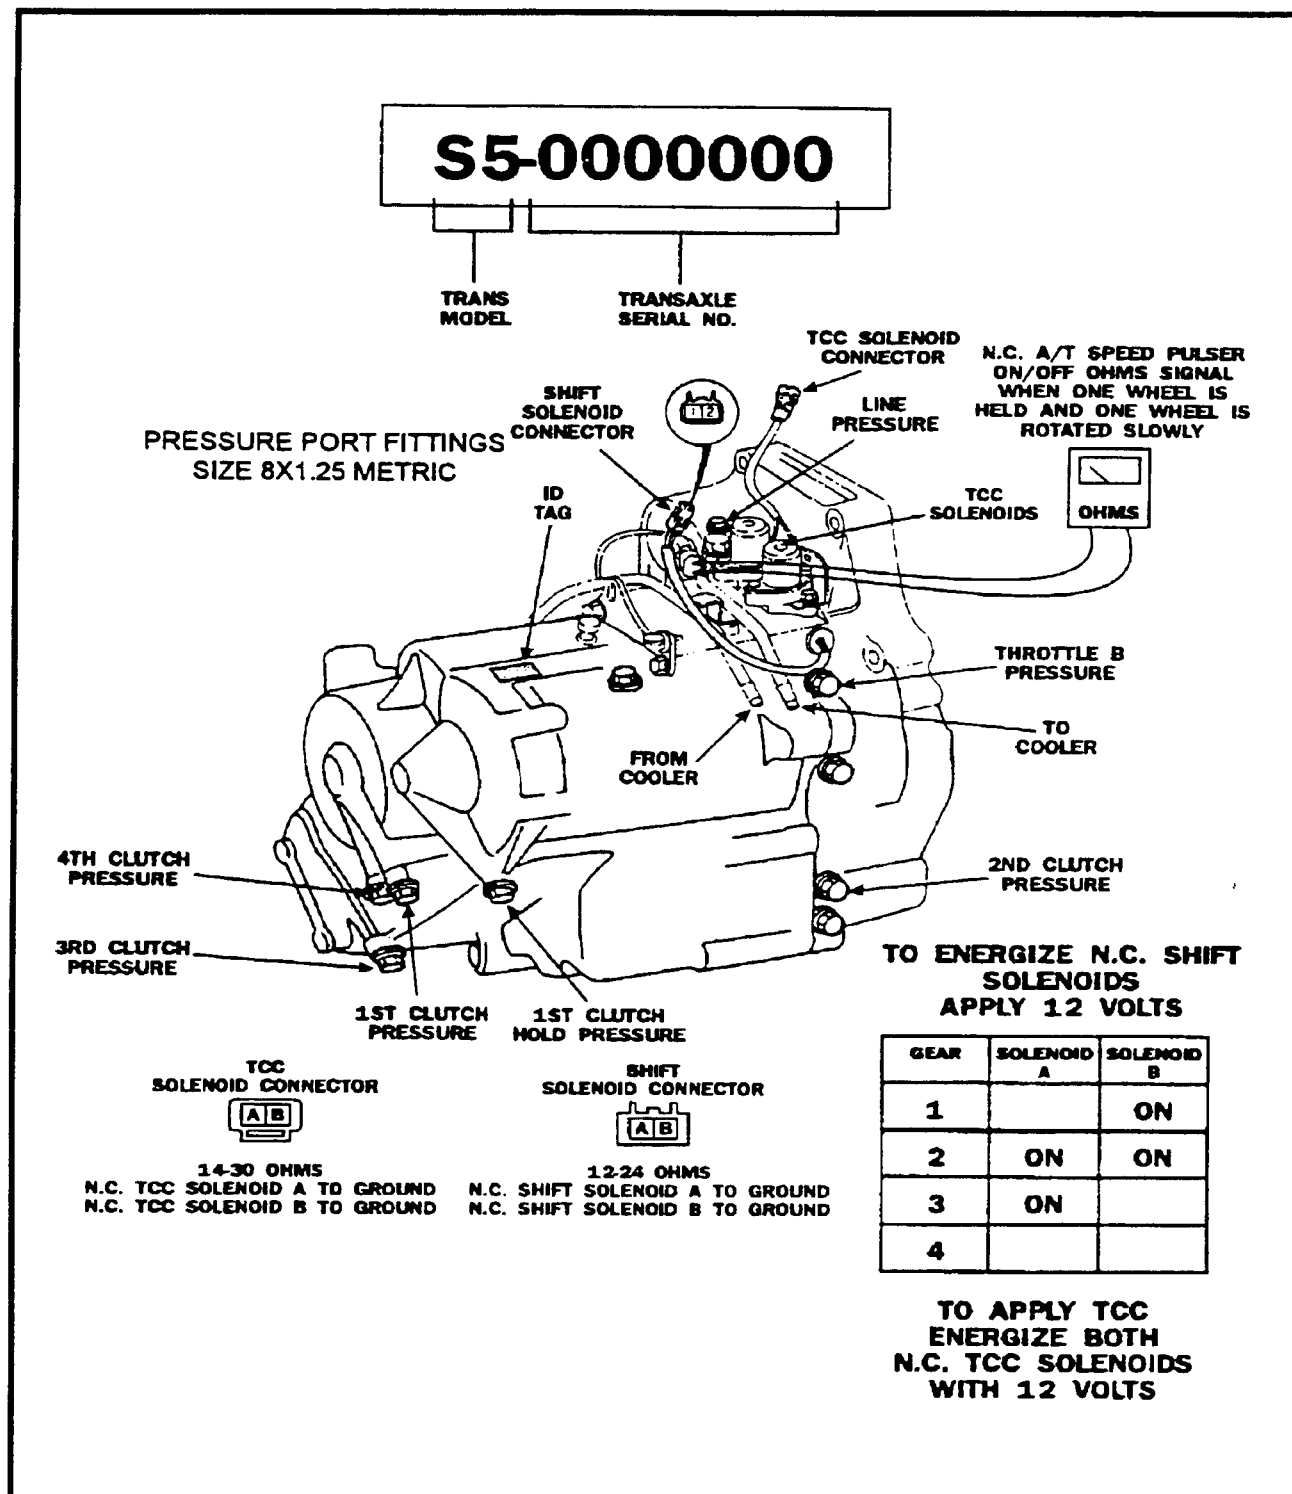 S5-0000000
TRANS
MODEL
TRANSAXLE
SERIAL NO.
TCC SOLENOID
CONNECTOR
N.C. A/T SPEED PULSER
ON/OFF OHMS SIGNAL
WHEN ONE WHEEL IS
HELD AND ONE WHEEL IS
ROTATED SLOWLY
SHIFT
SOLENOID
CONNECTOR
1 2
LINE
PRESSURE
PRESSURE PORT FITTINGS
SIZE 8X1.25 METRIC
ID
TAG
TCC
SOLENOIDS
OHMS
THROTTLE B
PRESSURE
TO
COOLER
FROM
COOLER
4TH CLUTCH
PRESSURE
2ND CLUTCH
PRESSURE
3RD CLUTCH
PRESSURE
1ST CLUTCH
PRESSURE
1ST CLUTCH
HOLD PRESSURE
TO ENERGIZE N.C. SHIFT
SOLENOIDS
APPLY 12 VOLTS
GEAR SOLENOID A SOLENOID B
1 ON
2 ON ON
3 ON
4
TCC
SOLENOID CONNECTOR
A B
14-30 OHMS
N.C. TCC SOLENOID A TO GROUND
N.C. TCC SOLENOID B TO GROUND
SHIFT
SOLENOID CONNECTOR
A B
12-24 OHMS
N.C. SHIFT SOLENOID A TO GROUND
N.C. SHIFT SOLENOID B TO GROUND
TO APPLY TCC
ENERGIZE BOTH
N.C. TCC SOLENOIDS
WITH 12 VOLTS